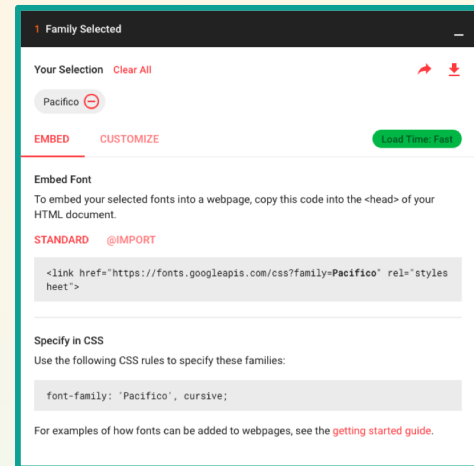 1 Family Selected
Your Selection Clear All
Pacifico
EMBED CUSTOMIZE Load Time: Fast
Embed Font
To embed your selected fonts into a webpage, copy this code into the <head> of your
HTML document.
STANDARD @IMPORT
<link href="https://fonts.googleapis.com/css?family=Pacifico" rel="styles
heet">
Specify in CSS
Use the following CSS rules to specify these families:
font-family: 'Pacifico', cursive;
For examples of how fonts can be added to webpages, see the getting started guide.